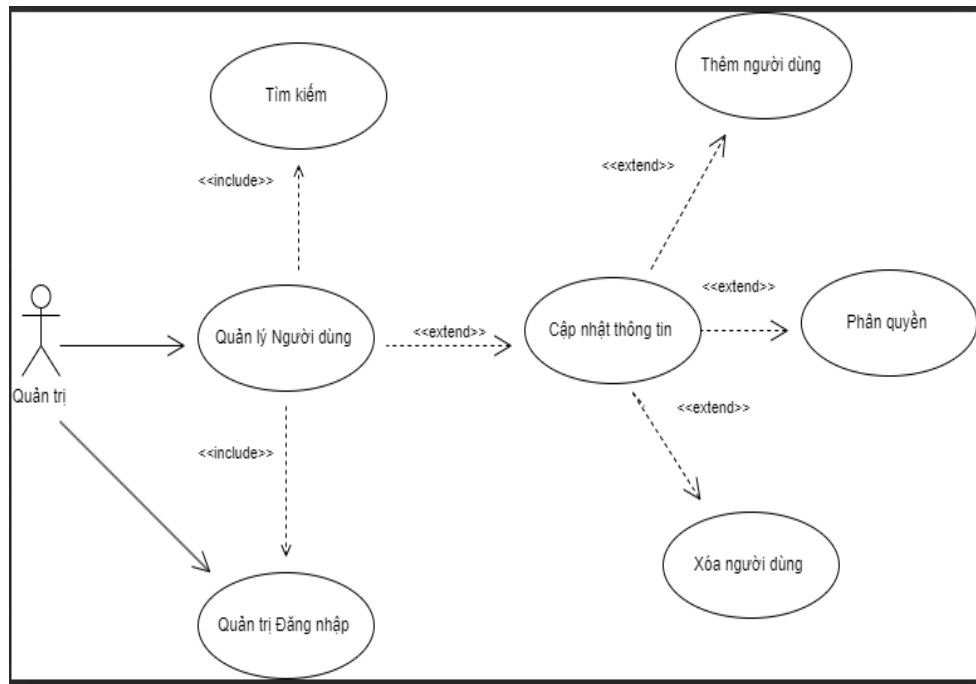 Thêm người dùng
Tìm kiếm
<<extend>>
<<include>>
<<extend>>
Phân quyền
Quản lý Người dùng
<<extend>>
Cập nhật thông tin
Quản trị
<<extend>>
<<include>>
Xóa người dùng
Quản trị Đăng nhập